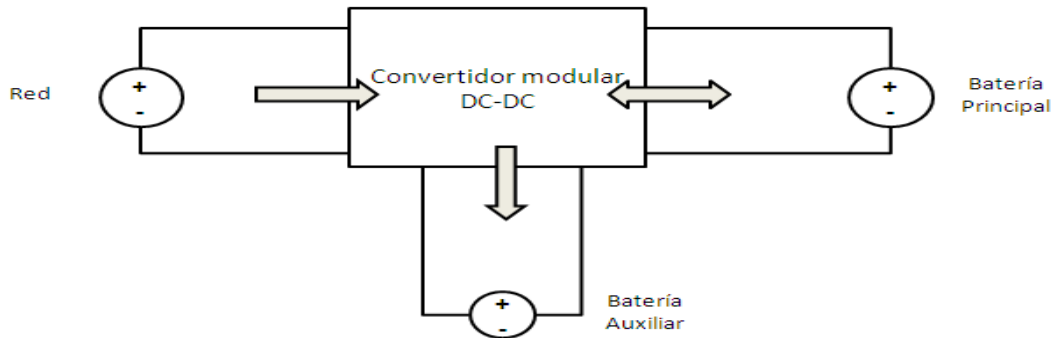 Red
+
-
Convertidor modular
DC-DC
+
-
Batería
Principal
+
-
Batería
Auxiliar